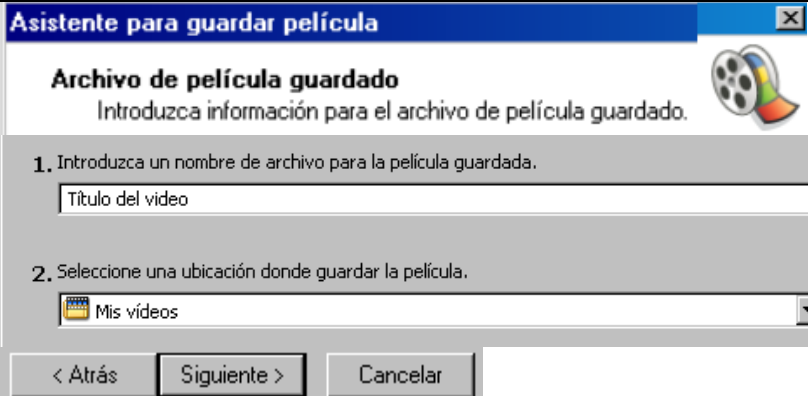 Asistente para guardar película
Archivo de película guardado
Introduzca información para el archivo de película guardado.
1. Introduzca un nombre de archivo para la película guardada.
Título del video
2. Seleccione una ubicación donde guardar la película.
Mis vídeos
< Atrás Siguiente > Cancelar